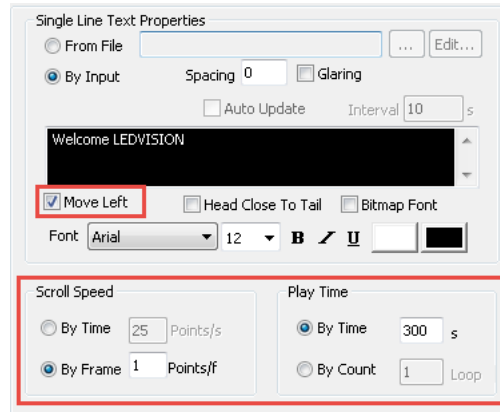 Single Line Text Properties
From File ... Edit...
By Input Spacing 0 Glaring
Auto Update Interval 10 s
Welcome LEDVISION
Move Left Head Close To Tail Bitmap Font
Font Arial 12 B I U
Scroll Speed Play Time
By Time 25 Points/s By Time 300 s
By Frame 1 Points/f By Count 1 Loop